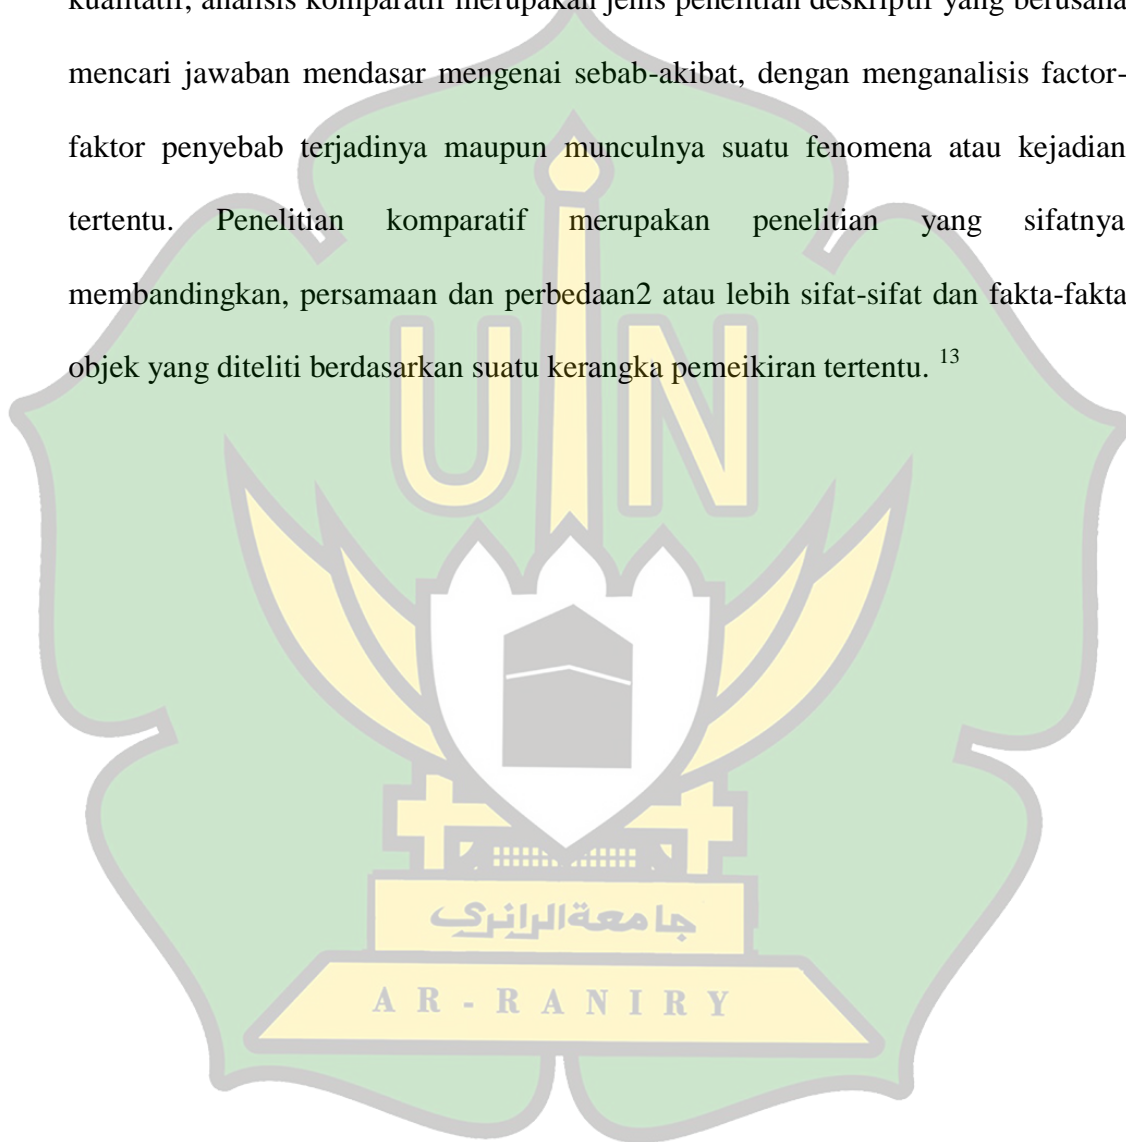 kualitatif, analisis komparatif merupakan jenis penelitian deskriptif yang berusaha
mencari jawaban mendasar mengenai sebab-akibat, dengan menganalisis factor-
faktor penyebab terjadinya maupun munculnya suatu fenomena atau kejadian
tertentu. Penelitian komparatif merupakan penelitian yang sifatnya
membandingkan, persamaan dan perbedaan2 atau lebih sifat-sifat dan fakta-fakta
objek yang diteliti berdasarkan suatu kerangka pemeikiran tertentu. 13
UIN
جامعة الرانري
AR-RANIRY